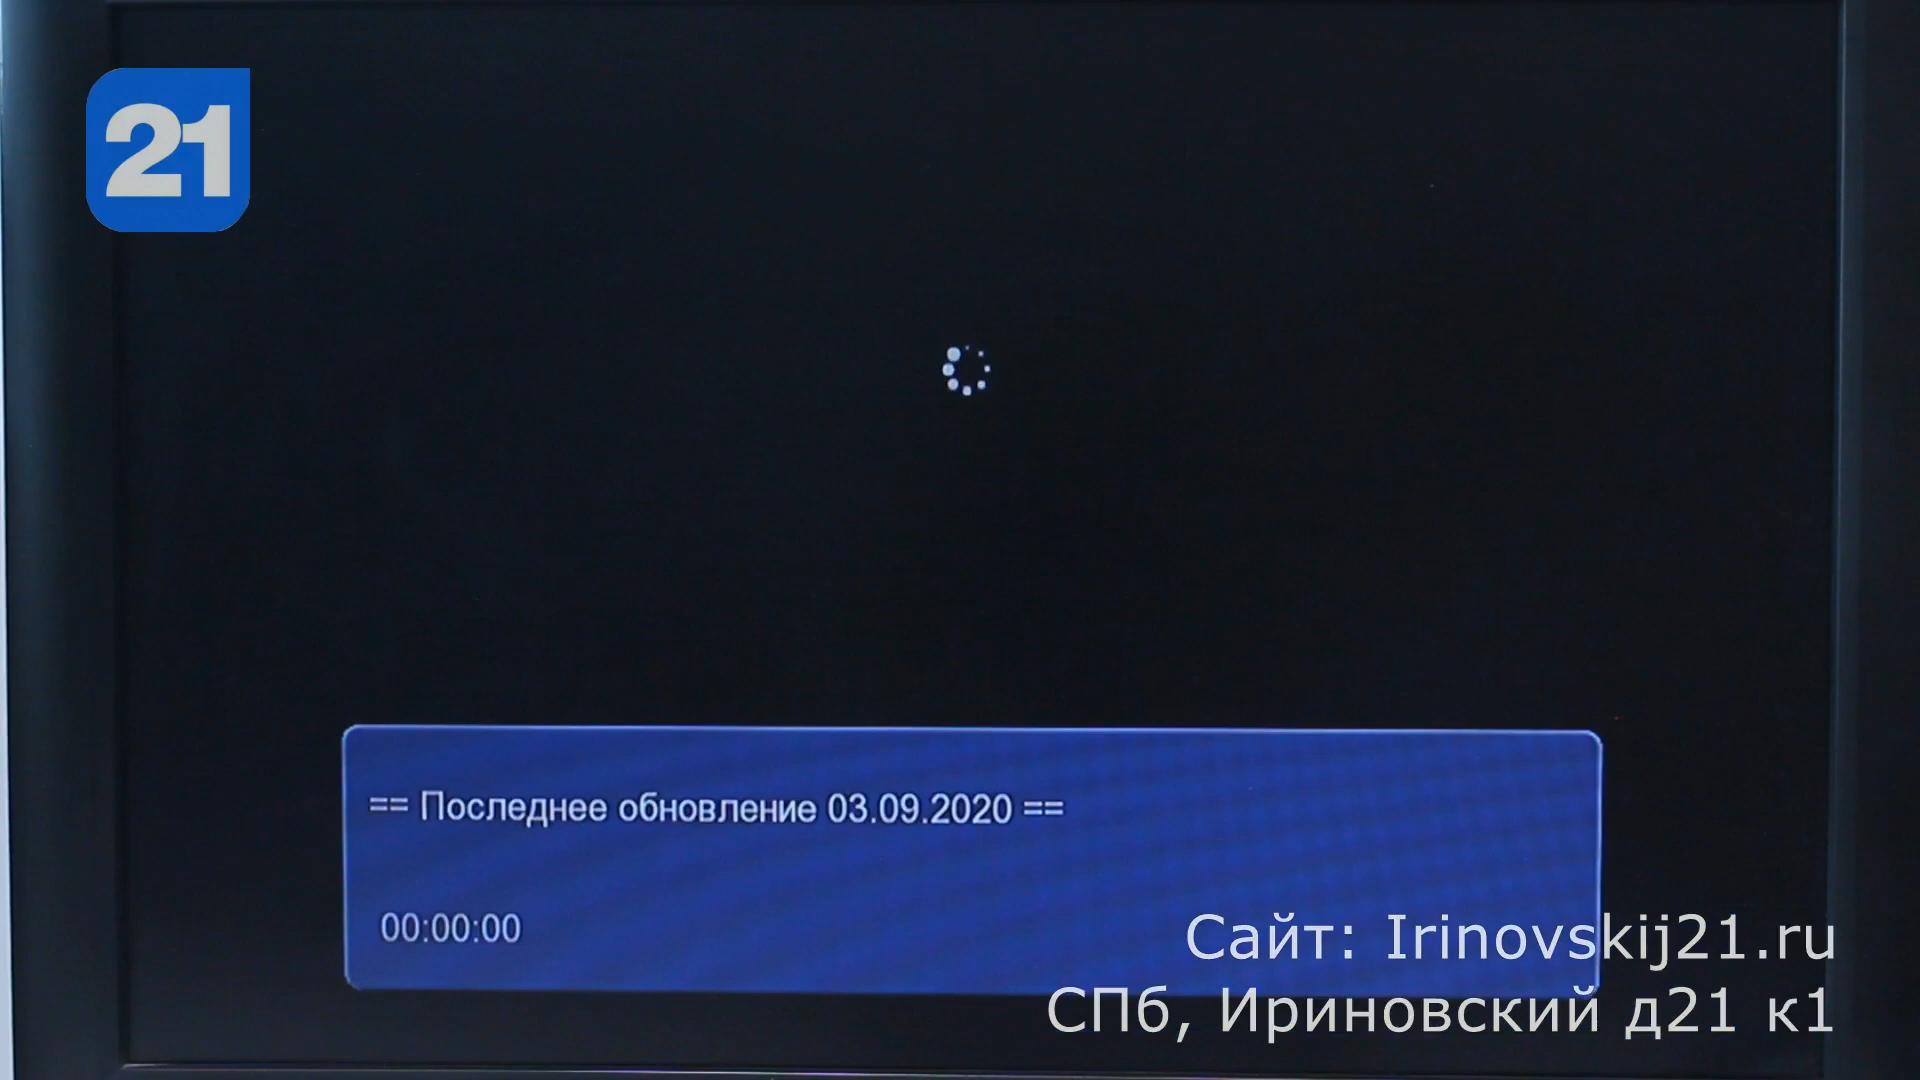 21
== Последнее обновление 03.09.2020 ==
00:00:00
Сайт: Irinovskij21.ru
СПб, Ириновский д21 к1